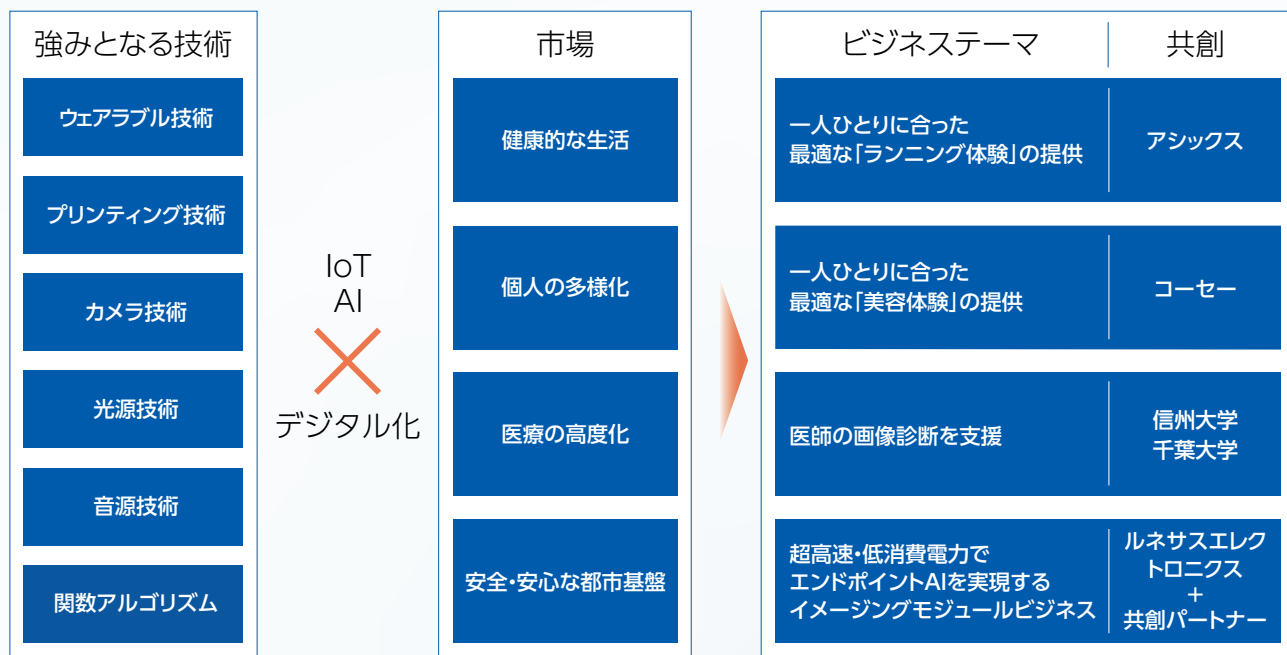 強みとなる技術
ウェアラブル技術
プリンティング技術
カメラ技術
光源技術
音源技術
関数アルゴリズム
IoT
AI
デジタル化
市場
健康的な生活
個人の多様化
医療の高度化
安全・安心な都市基盤
ビジネステーマ
共創
一人ひとりに合った
最適な「ランニング体験」の提供
アシックス
一人ひとりに合った
最適な「美容体験」の提供
コーセー
医師の画像診断を支援
信州大学
千葉大学
超高速・低消費電力で
エンドポイントAIを実現する
イメージングモジュールビジネス
ルネサスエレク
トロニクス
+
共創パートナー